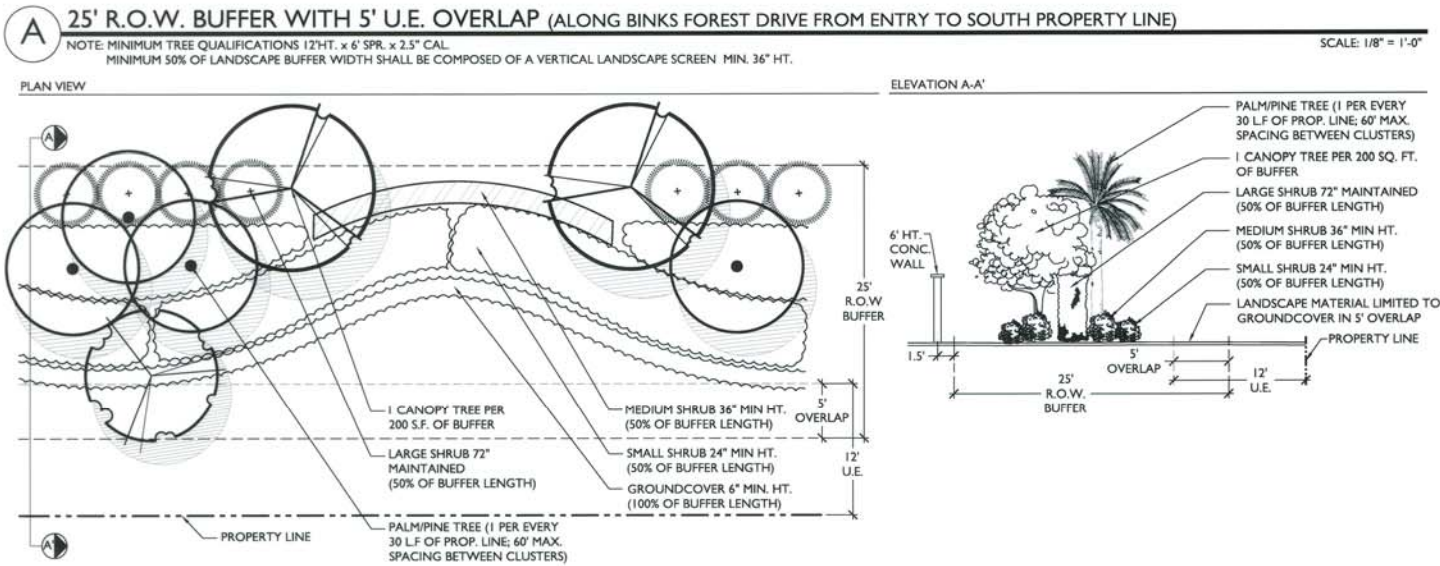 A
25' R.O.W. BUFFER WITH 5' U.E. OVERLAP (ALONG BINKS FOREST DRIVE FROM ENTRY TO SOUTH PROPERTY LINE)
NOTE: MINIMUM TREE QUALIFICATIONS 12'HT. x 6' SPR. x 2.5" CAL.
MINIMUM 50% OF LANDSCAPE BUFFER WIDTH SHALL BE COMPOSED OF A VERTICAL LANDSCAPE SCREEN MIN. 36" HT.
SCALE: 1/8" = 1'-0"
PLAN VIEW
A
25'
R.O.W
BUFFER
5'
OVERLAP
12'
U.E.
1 CANOPY TREE PER
200 S.F. OF BUFFER
LARGE SHRUB 72"
MAINTAINED
(50% OF BUFFER LENGTH)
PALM/PINE TREE (1 PER EVERY
30 L.F OF PROP. LINE; 60' MAX.
SPACING BETWEEN CLUSTERS)
MEDIUM SHRUB 36" MIN HT.
(50% OF BUFFER LENGTH)
SMALL SHRUB 24" MIN HT.
(50% OF BUFFER LENGTH)
GROUNDCOVER 6" MIN. HT.
(100% OF BUFFER LENGTH)
PROPERTY LINE
A'
ELEVATION A-A'
PALM/PINE TREE (1 PER EVERY
30 L.F OF PROP. LINE; 60' MAX.
SPACING BETWEEN CLUSTERS)
1 CANOPY TREE PER 200 SQ. FT.
OF BUFFER
LARGE SHRUB 72" MAINTAINED
(50% OF BUFFER LENGTH)
MEDIUM SHRUB 36" MIN HT.
(50% OF BUFFER LENGTH)
SMALL SHRUB 24" MIN HT.
(50% OF BUFFER LENGTH)
LANDSCAPE MATERIAL LIMITED TO
GROUNDCOVER IN 5' OVERLAP
PROPERTY LINE
6' HT.
CONC.
WALL
1.5'
5'
OVERLAP
25'
R.O.W.
BUFFER
12'
U.E.